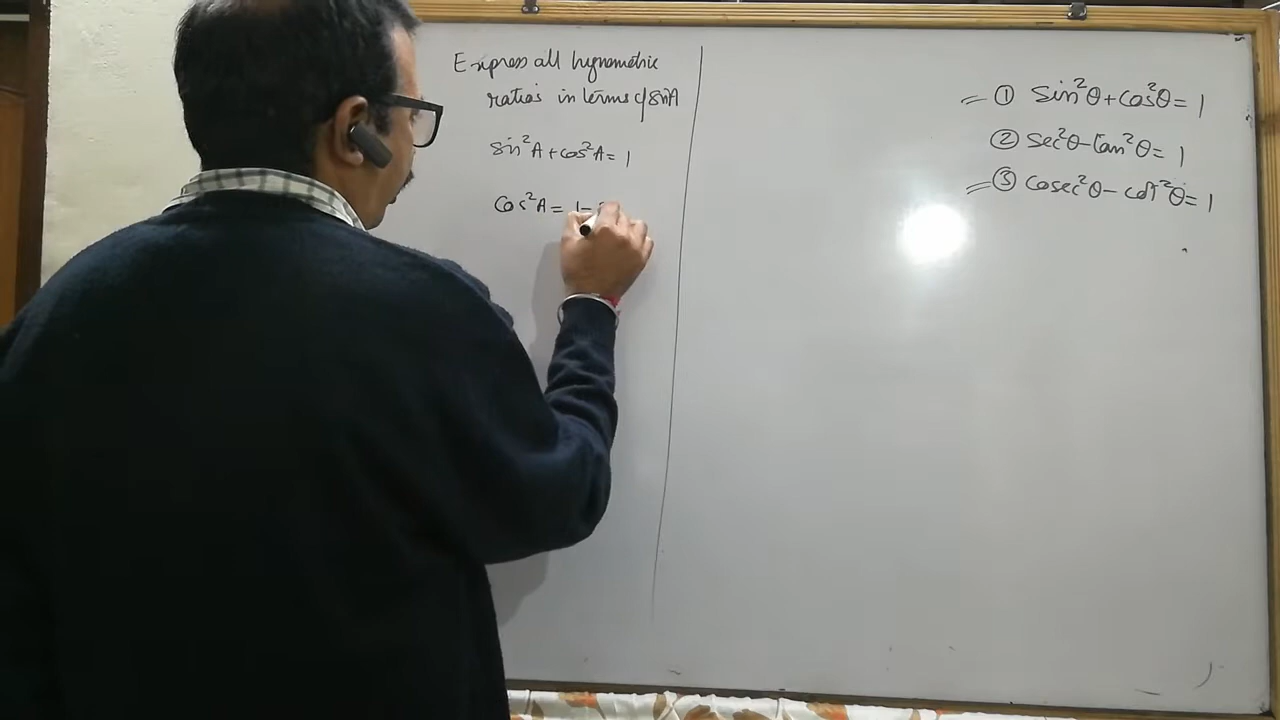 Express all trignometric
ratios in terms of SinA
Sin²A + cos²A = 1
Cos²A = 1 -
① Sin²θ + Cos²θ = 1
② Sec²θ - Tan²θ = 1
③ Cosec²θ - cot²θ = 1